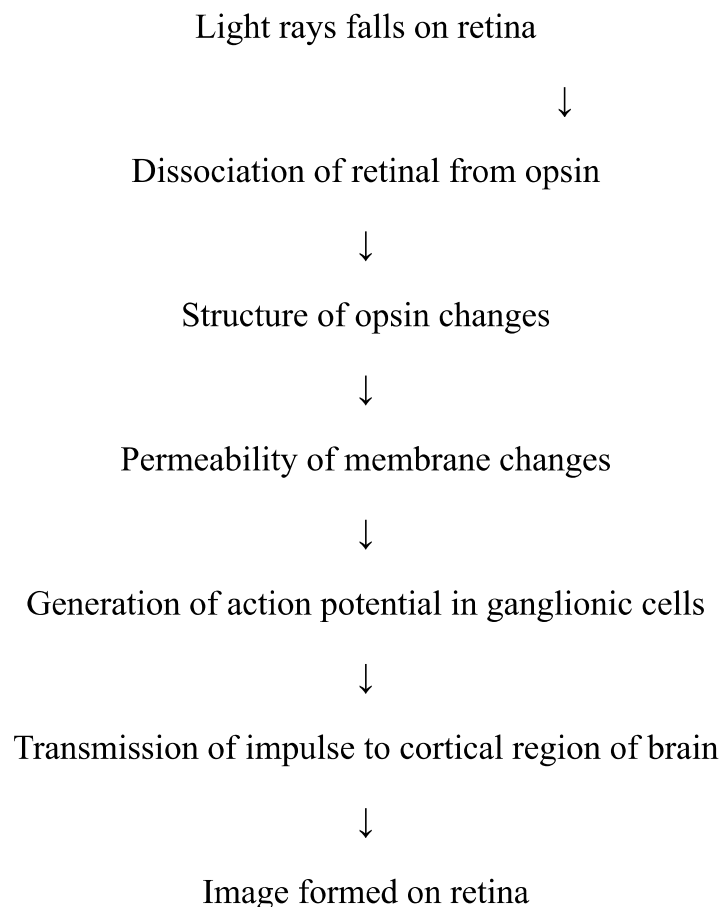 Light rays falls on retina
↓
Dissociation of retinal from opsin
↓
Structure of opsin changes
↓
Permeability of membrane changes
↓
Generation of action potential in ganglionic cells
↓
Transmission of impulse to cortical region of brain
↓
Image formed on retina